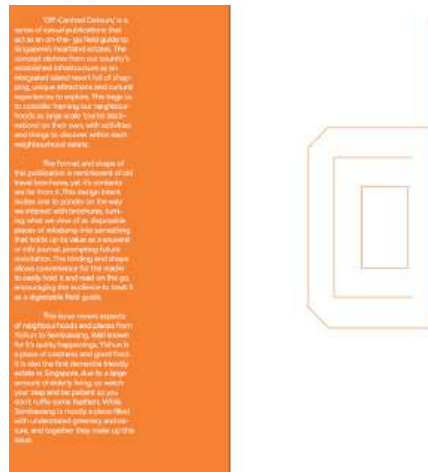 'Off-Centred Detours,' is a
series of casual publications that
act as an on-the- go field guide to
Singapore's heartland estates. The
concept derives from our country's
established infrastructure as an
integrated island resort full of shop-
ping, unique attractions and cultural
experiences to explore. This begs us
to consider framing our neighbour-
hoods as large scale 'tourist desti-
nations' on their own, with activities
and things to discover within each
neighbourhood estate.
The format and shape of
this publication is reminiscent of old
travel brochures, yet it's contents
are far from it. This design intent
invites one to ponder on the way
we interact with brochures, turn-
ing what we view of as disposable
pieces of infodump into something
that holds up its value as a souvenir
or info journal, prompting future
revisitation. The binding and shape
allows convenience for the reader
to easily hold it and read on the go,
encouraging the audience to treat it
as a digestable field guide.
This issue covers aspects
of neighbourhoods and places from
Yishun to Sembawang. Well known
for it's quirky happenings, Yishun is
a place of coziness and good food.
It is also the first dementia friendly
estate in Singapore, due to a large
amount of elderly living, so watch
your step and be patient so you
don't ruffle some feathers. While
Sembawang is mostly a place filled
with understated greenery and na-
ture, and together they make up this
issue.